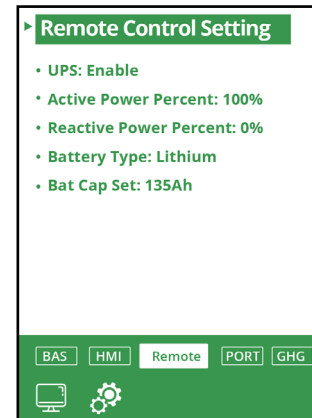 Remote Control Setting
• UPS: Enable
• Active Power Percent: 100%
• Reactive Power Percent: 0%
• Battery Type: Lithium
• Bat Cap Set: 135Ah
BAS HMI Remote PORT GHG